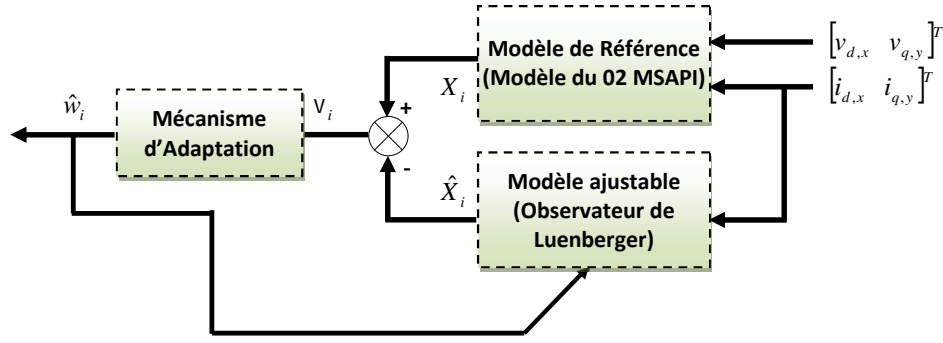 Modèle de Référence
(Modèle du 02 MSAPI)
[v_{d,x} v_{q,y}]^T
[i_{d,x} i_{q,y}]^T
X_i
+
ŵ_i
V_i
Mécanisme
d'Adaptation
-
X̂_i
Modèle ajustable
(Observateur de
Luenberger)